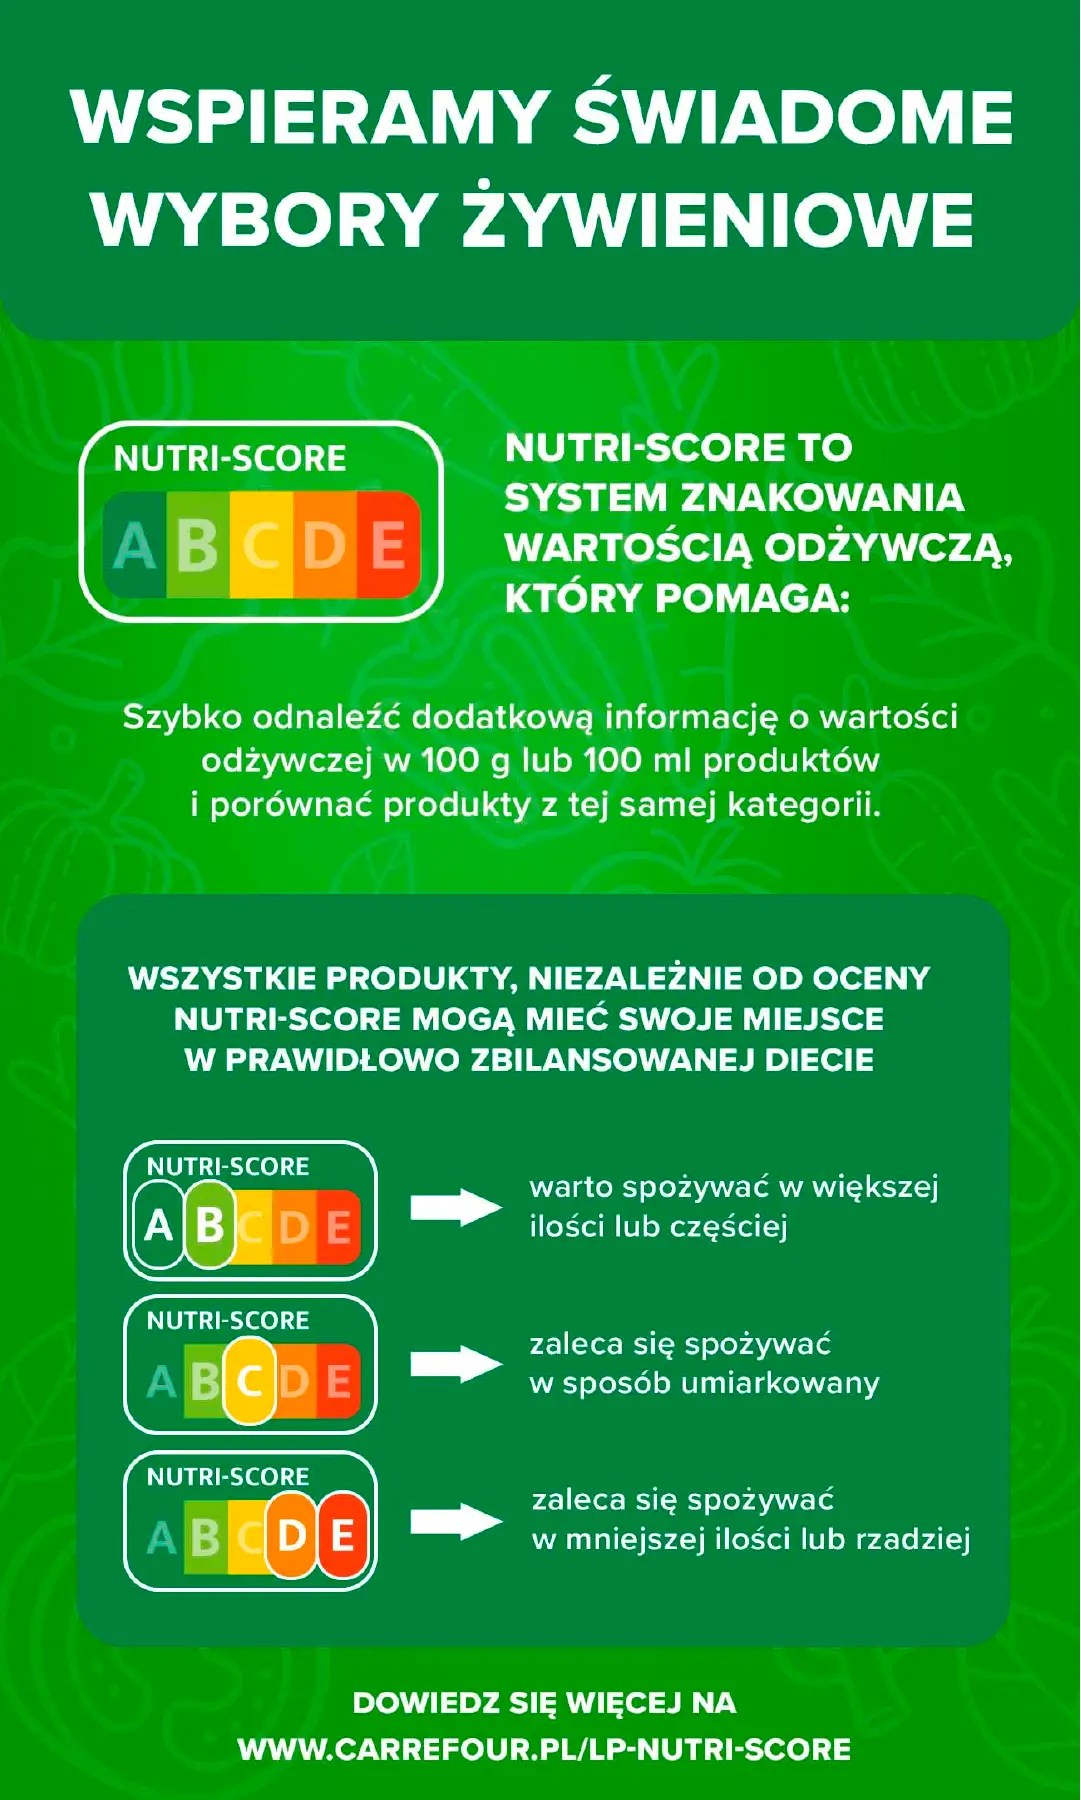 WSPIERAMY ŚWIADOME
WYBORY ŻYWIENIOWE
NUTRI-SCORE
A B C D E
NUTRI-SCORE TO
SYSTEM ZNAKOWANIA
WARTOŚCIĄ ODŻYWCZĄ,
KTÓRY POMAGA:
Szybko odnaleźć dodatkową informację o wartości
odżywczej w 100 g lub 100 ml produktów
i porównać produkty z tej samej kategorii.
WSZYSTKIE PRODUKTY, NIEZALEŻNIE OD OCENY
NUTRI-SCORE MOGĄ MIEĆ SWOJE MIEJSCE
W PRAWIDŁOWO ZBILANSOWANEJ DIECIE
NUTRI-SCORE
A B C D E
warto spożywać w większej
ilości lub częściej
NUTRI-SCORE
A B C D E
zaleca się spożywać
w sposób umiarkowany
NUTRI-SCORE
A B C D E
zaleca się spożywać
w mniejszej ilości lub rzadziej
DOWIEDZ SIĘ WIĘCEJ NA
WWW.CARREFOUR.PL/LP-NUTRI-SCORE